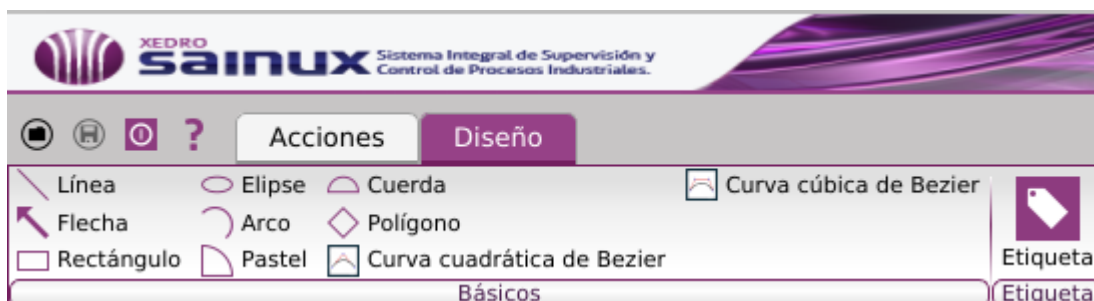 XEDRO
sainux
Sistema Integral de Supervisión y
Control de Procesos Industriales.
?
Acciones
Diseño
Línea
Elipse
Cuerda
Curva cúbica de Bezier
Flecha
Arco
Polígono
Rectángulo
Pastel
Curva cuadrática de Bezier
Etiqueta
Básicos
Etiqueta